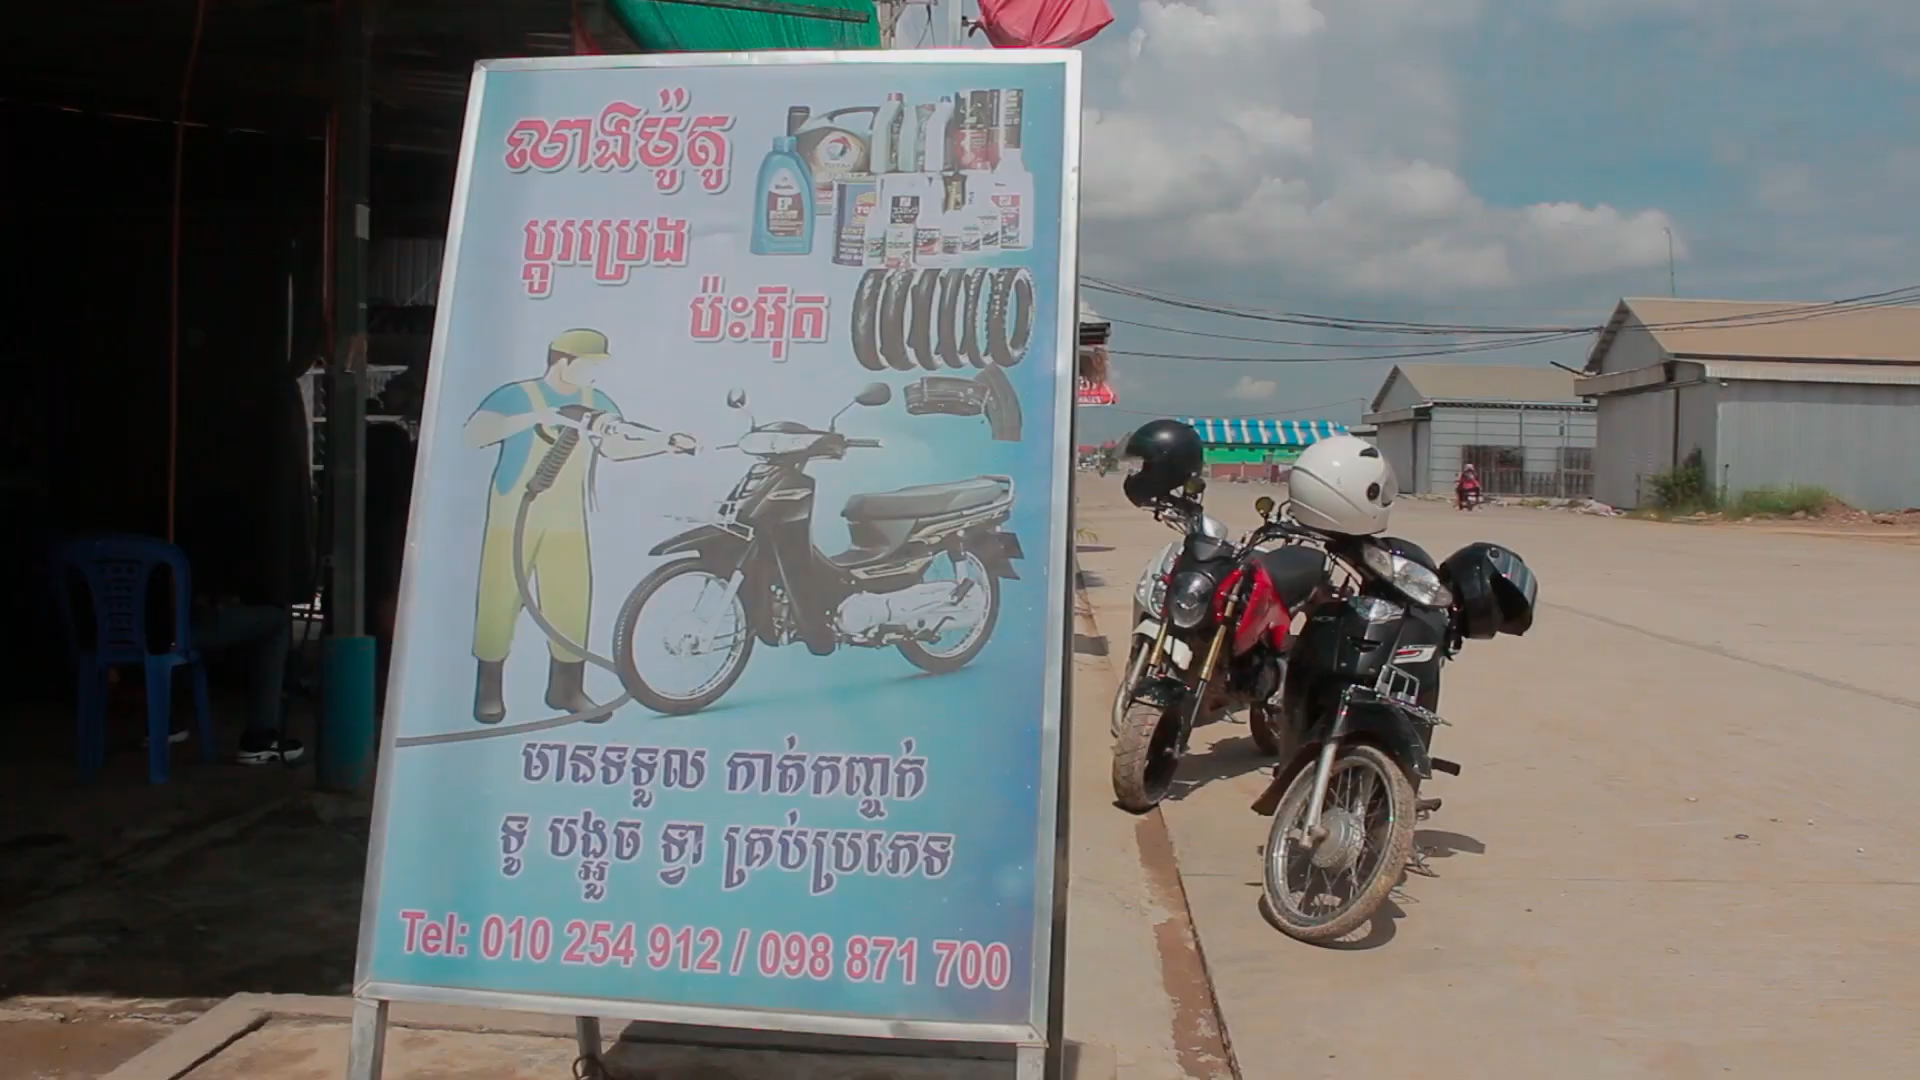 លាងម៉ូតូ
ប្តូរប្រេង
ប៉ះអ៊ីត
មានទទួល កាត់កញ្ចក់
ទូ បង្អួច ទ្វា គ្រប់ប្រភេទ
Tel: 010 254 912 / 098 871 700